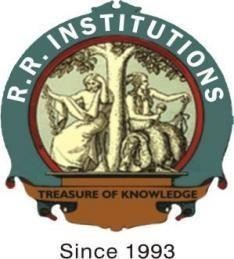 R.R. INSTITUTIONS
TREASURE OF KNOWLEDGE
Since 1993